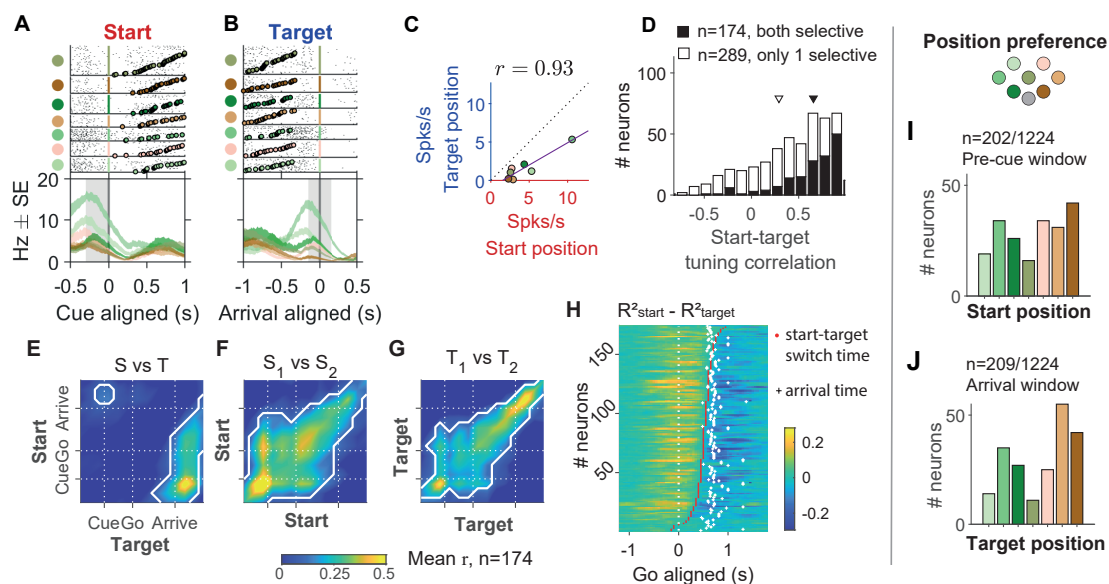 A
Start
20
15
10
5
0
Hz ± SE
-0.5
0
0.5
1
Cue aligned (s)
B
Target
-1
-0.5
0
0.5
Arrival aligned (s)
C
r = 0.93
Target position
Spks/s
10
5
0
0
5
10
Spks/s
Start position
D
n=174, both selective
n=289, only 1 selective
# neurons
100
50
0
-0.5
0
0.5
Start-target
tuning correlation
E
S vs T
Start
CueGo Arrive
CueGo Arrive
Target
F
S1 vs S2
Start
Start
G
T1 vs T2
Target
Target
0
0.25
0.5
Mean r, n=174
H
R²start - R²target
# neurons
150
100
50
-1
0
1
Go aligned (s)
start-target
switch time
+ arrival time
0.2
0
-0.2
Position preference
I
n=202/1224
Pre-cue window
# neurons
50
0
Start position
J
n=209/1224
Arrival window
# neurons
50
0
Target position